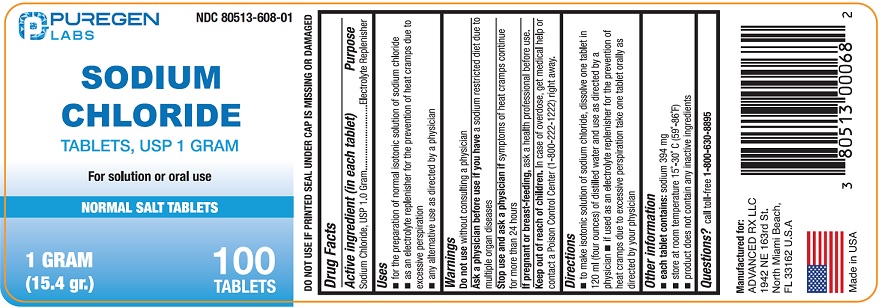 PUREGEN
LABS
NDC 80513-608-01
SODIUM
CHLORIDE
TABLETS, USP 1 GRAM
For solution or oral use
NORMAL SALT TABLETS
1 GRAM
(15.4 gr.)
100
TABLETS
DO NOT USE IF PRINTED SEAL UNDER CAP IS MISSING OR DAMAGED
Drug Facts
Active ingredient (in each tablet) Purpose
Sodium Chloride, USP 1.0 Gram..........................Electrolyte Replenisher
Uses
■ for the preparation of normal isotonic solution of sodium chloride
■ as an electrolyte replenisher for the prevention of heat cramps due to
excessive perspiration
■ any alternative use as directed by a physician
Warnings
Do not use without consulting a physician
Ask a physician before use if you have a sodium restricted diet due to
multiple organ diseases
Stop use and ask a physician if symptoms of heat cramps continue
for more than 24 hours
If pregnant or breast-feeding, ask a health professional before use.
Keep out of reach of children. In case of overdose, get medical help or
contact a Poison Control Center (1-800-222-1222) right away.
Directions
■ to make isotonic solution of sodium chloride, dissolve one tablet in
120 ml (four ounces) of distilled water and use as directed by a
physician ■ if used as an electrolyte replenisher for the prevention of
heat cramps due to excessive perspiration take one tablet orally as
directed by your physician
Other information
■ each tablet contains: sodium 394 mg
■ store at room temperature 15˚-30˚ C (59˚-86˚F)
■ product does not contain any inactive ingredients
Questions? call toll-free 1-800-630-8895
3 80513 00068 2
Manufactured for:
ADVANCED RX LLC
1942 NE 163rd St.
North Miami Beach,
FL 33162 U.S.A
Made in USA